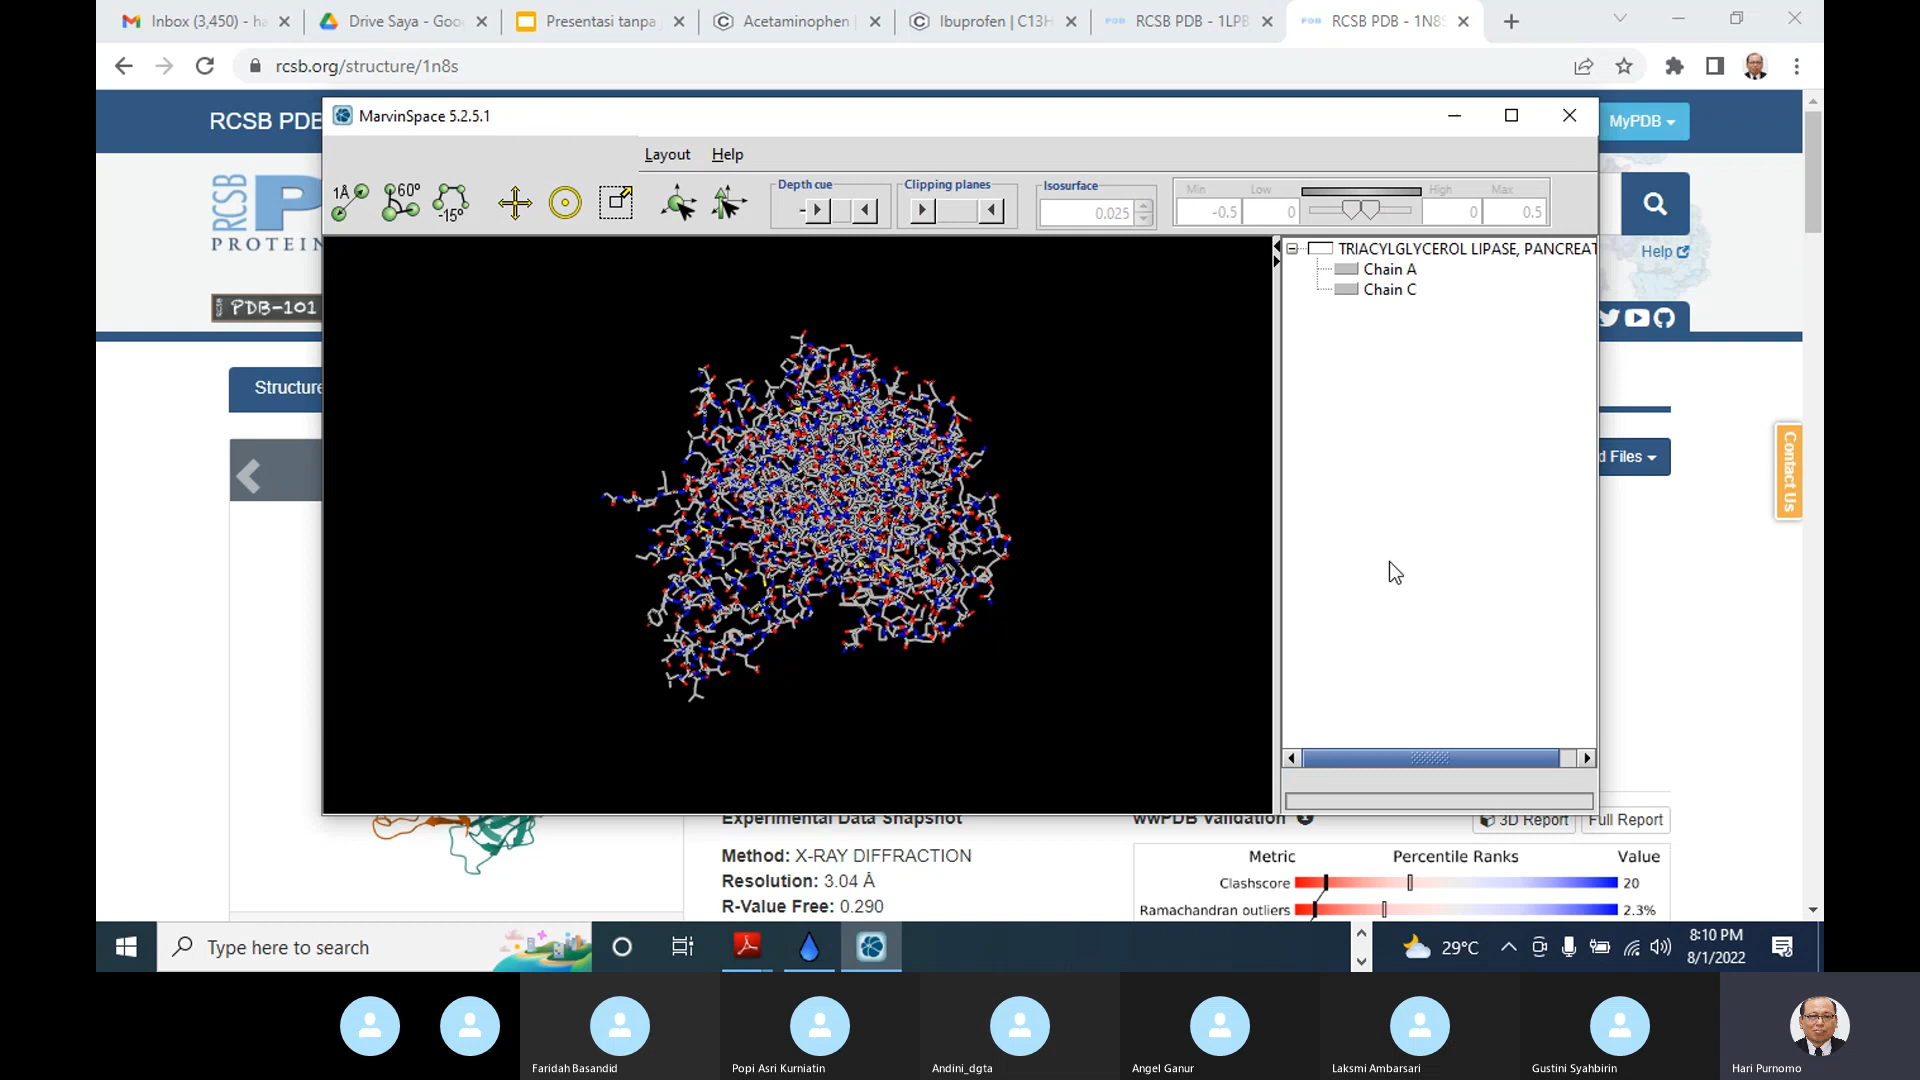 Inbox (3,450) - ha
Drive Saya - Goo
Presentasi tanpa
Acetaminophen |
Ibuprofen | C13H
RCSB PDB - 1LPB
RCSB PDB - 1N8S
rcsb.org/structure/1n8s
RCSB PDB
MyPDB
MarvinSpace 5.2.5.1
Layout Help
1Å 60° -15°
Depth cue
Clipping planes
Isosurface
0.025
Min Low High Max
-0.5 0 0 0.5
RCSB P
PROTEIN
Help
PDB-101
TRIACYLGLYCEROL LIPASE, PANCREAT
Chain A
Chain C
Structure
d Files
Contact Us
Experimental Data Snapshot
wwPDB Validation
3D Report Full Report
Method: X-RAY DIFFRACTION
Resolution: 3.04 Å
R-Value Free: 0.290
Metric Percentile Ranks Value
Clashscore 20
Ramachandran outliers 2.3%
Type here to search
29°C
8:10 PM
8/1/2022
Faridah Basandid
Popi Asri Kurniatin
Andini_dgta
Angel Ganur
Laksmi Ambarsari
Gustini Syahbirin
Hari Purnomo